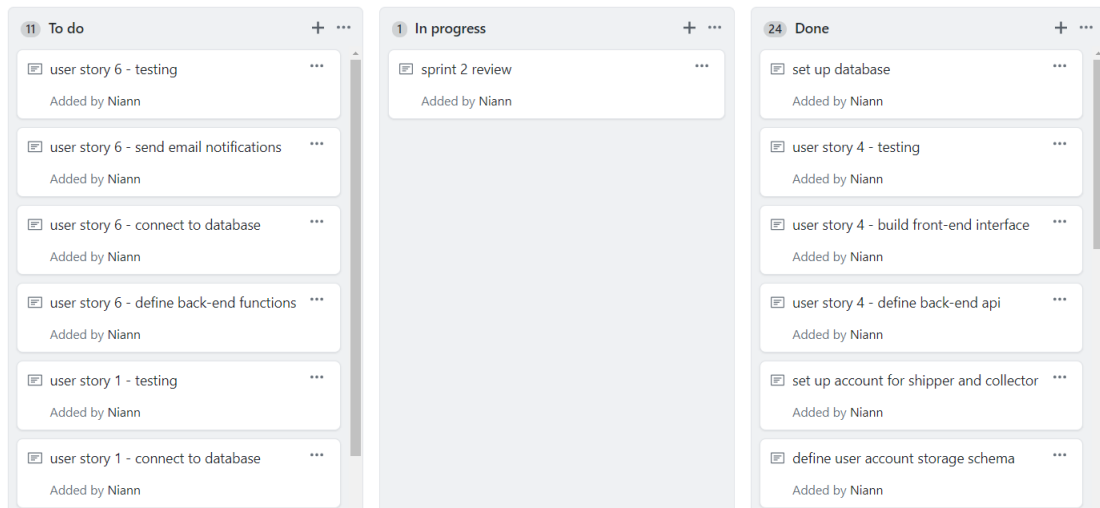 11 To do
user story 6 - testing
Added by Niann
user story 6 - send email notifications
Added by Niann
user story 6 - connect to database
Added by Niann
user story 6 - define back-end functions
Added by Niann
user story 1 - testing
Added by Niann
user story 1 - connect to database
Added by Niann
1 In progress
sprint 2 review
Added by Niann
24 Done
set up database
Added by Niann
user story 4 - testing
Added by Niann
user story 4 - build front-end interface
Added by Niann
user story 4 - define back-end api
Added by Niann
set up account for shipper and collector
Added by Niann
define user account storage schema
Added by Niann